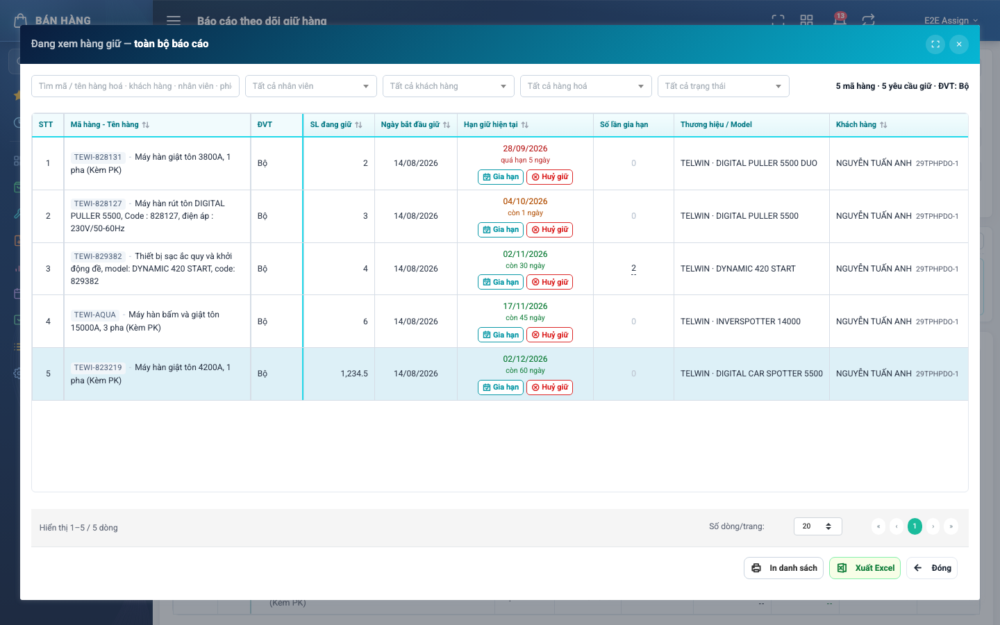 BÁN HÀNG
Báo cáo theo dõi giữ hàng
13
E2E Assign
Đang xem hàng giữ — toàn bộ báo cáo
Tìm mã / tên hàng hoá · khách hàng · nhân viên · phi
Tất cả nhân viên
Tất cả khách hàng
Tất cả hàng hoá
Tất cả trạng thái
5 mã hàng · 5 yêu cầu giữ · ĐVT: Bộ
STT
Mã hàng - Tên hàng
ĐVT
SL đang giữ
Ngày bắt đầu giữ
Hạn giữ hiện tại
Số lần gia hạn
Thương hiệu / Model
Khách hàng
1
TEWI-828131 - Máy hàn giật tôn 3800A, 1
pha (Kèm PK)
Bộ
2
14/08/2026
28/09/2026
quá hạn 5 ngày
Gia hạn
Huỷ giữ
0
TELWIN · DIGITAL PULLER 5500 DUO
NGUYỄN TUẤN ANH 29TPHPDO-1
2
TEWI-828127 - Máy hàn rút tôn DIGITAL
PULLER 5500, Code : 828127, điện áp :
230V/50-60Hz
Bộ
3
14/08/2026
04/10/2026
còn 1 ngày
Gia hạn
Huỷ giữ
0
TELWIN · DIGITAL PULLER 5500
NGUYỄN TUẤN ANH 29TPHPDO-1
3
TEWI-829382 - Thiết bị sạc ắc quy và khởi
động đề, model: DYNAMIC 420 START, code:
829382
Bộ
4
14/08/2026
02/11/2026
còn 30 ngày
Gia hạn
Huỷ giữ
2
TELWIN · DYNAMIC 420 START
NGUYỄN TUẤN ANH 29TPHPDO-1
4
TEWI-AQUA - Máy hàn bấm và giật tôn
15000A, 3 pha (Kèm PK)
Bộ
6
14/08/2026
17/11/2026
còn 45 ngày
Gia hạn
Huỷ giữ
0
TELWIN · INVERSPOTTER 14000
NGUYỄN TUẤN ANH 29TPHPDO-1
5
TEWI-823219 - Máy hàn giật tôn 4200A, 1
pha (Kèm PK)
Bộ
1,234.5
14/08/2026
02/12/2026
còn 60 ngày
Gia hạn
Huỷ giữ
0
TELWIN · DIGITAL CAR SPOTTER 5500
NGUYỄN TUẤN ANH 29TPHPDO-1
Hiển thị 1–5 / 5 dòng
Số dòng/trang:
20
« ‹ 1 › »
In danh sách
Xuất Excel
Đóng
(Kèm PK)
--
--